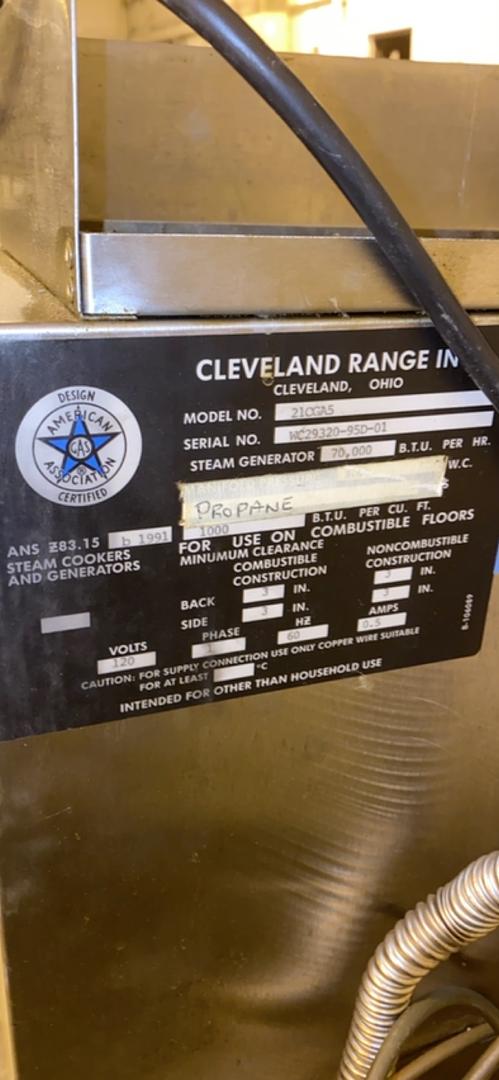 CLEVELAND RANGE IN
CLEVELAND, OHIO
DESIGN
AMERICAN
GAS
ASSOCIATION
®
CERTIFIED
MODEL NO. 21CGA5
SERIAL NO. WC29320-95D-01
STEAM GENERATOR 70,000 B.T.U. PER HR.
W.C.
PROPANE
1000 B.T.U. PER CU. FT.
ANS Z83.15 b 1991
STEAM COOKERS
AND GENERATORS
FOR USE ON COMBUSTIBLE FLOORS
MINUMUM CLEARANCE
COMBUSTIBLE CONSTRUCTION
NONCOMBUSTIBLE CONSTRUCTION
BACK 3 IN. 3 IN.
SIDE 3 IN. 3 IN.
VOLTS PHASE HZ AMPS
120 1 60 0.5
CAUTION: FOR SUPPLY CONNECTION USE ONLY COPPER WIRE SUITABLE
FOR AT LEAST °C
INTENDED FOR OTHER THAN HOUSEHOLD USE
B-106089